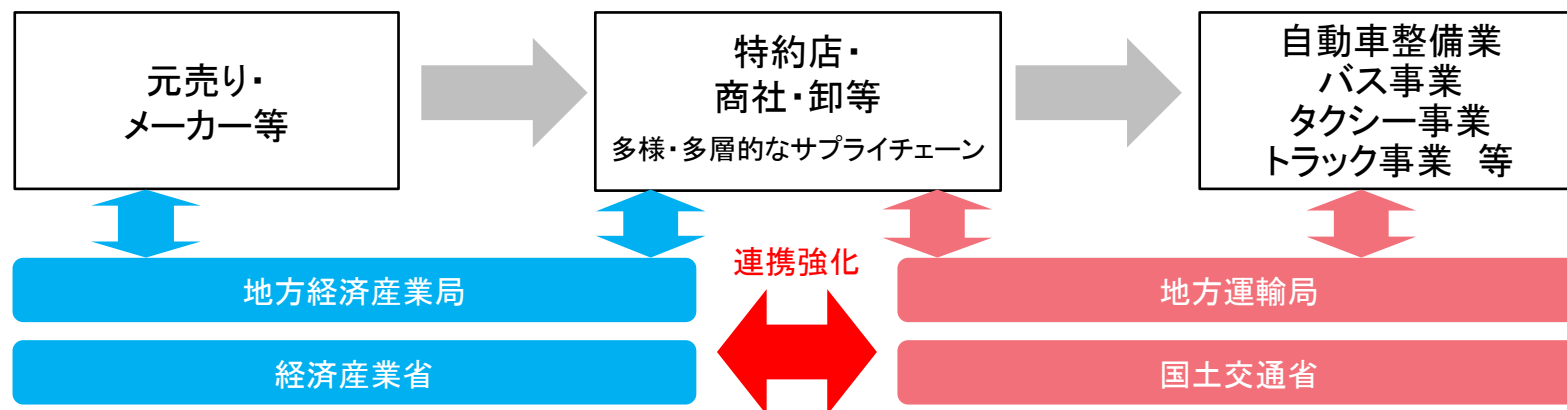 元売り・
メーカー等
特約店・
商社・卸等
多様・多層的なサプライチェーン
自動車整備業
バス事業
タクシー事業
トラック事業　等
連携強化
地方経済産業局
地方運輸局
経済産業省
国土交通省